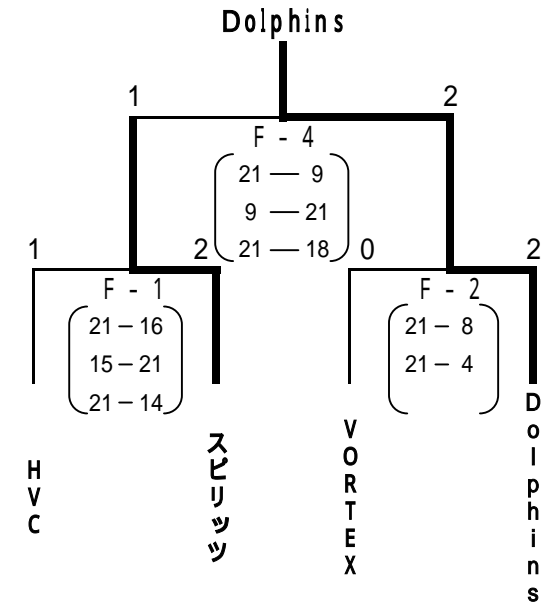 Dolphins
1 2
F - 4
21 — 9
9 — 21
21 — 18
1 2 0 2
F - 1 F - 2
21 — 16 21 — 8
15 — 21 21 — 4
21 — 14
HVC
スピリッツ
VORTEX
Dolphins